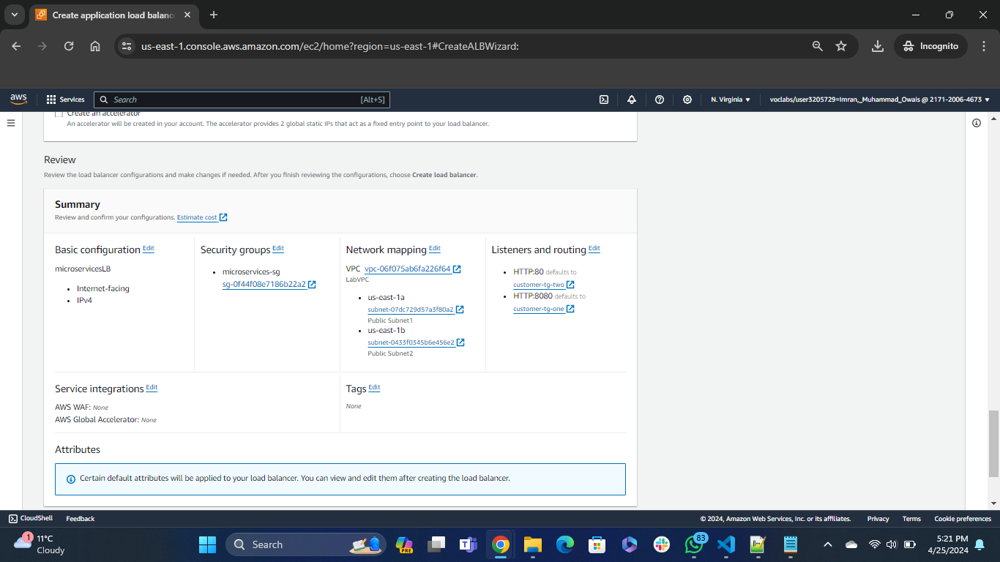 Create application load balanc
us-east-1.console.aws.amazon.com/ec2/home?region=us-east-1#CreateALBWizard:
Incognito
aws
Services
Search
[Alt+S]
N. Virginia
voclabs/user3205729=Imran,_Muhammad_Owais @ 2171-2006-4673
Create an accelerator
An accelerator will be created in your account. The accelerator provides 2 global static IPs that act as a fixed entry point to your load balancer.
Review
Review the load balancer configurations and make changes if needed. After you finish reviewing the configurations, choose Create load balancer.
Summary
Review and confirm your configurations. Estimate cost
Basic configuration Edit
microservicesLB
Internet-facing
IPv4
Security groups Edit
microservices-sg
sg-0f44f08e7186b22a2
Network mapping Edit
VPC vpc-06f075ab6fa226f64
LabVPC
us-east-1a
subnet-07dc729d57a3f80a2
Public Subnet1
us-east-1b
subnet-0433f0345b6e456e2
Public Subnet2
Listeners and routing Edit
HTTP:80 defaults to
customer-tg-two
HTTP:8080 defaults to
customer-tg-one
Service integrations Edit
AWS WAF: None
AWS Global Accelerator: None
Tags Edit
None
Attributes
Certain default attributes will be applied to your load balancer. You can view and edit them after creating the load balancer.
CloudShell
Feedback
© 2024, Amazon Web Services, Inc. or its affiliates.
Privacy
Terms
Cookie preferences
1
11°C
Cloudy
Search
PRE
83
5:21 PM
4/25/2024